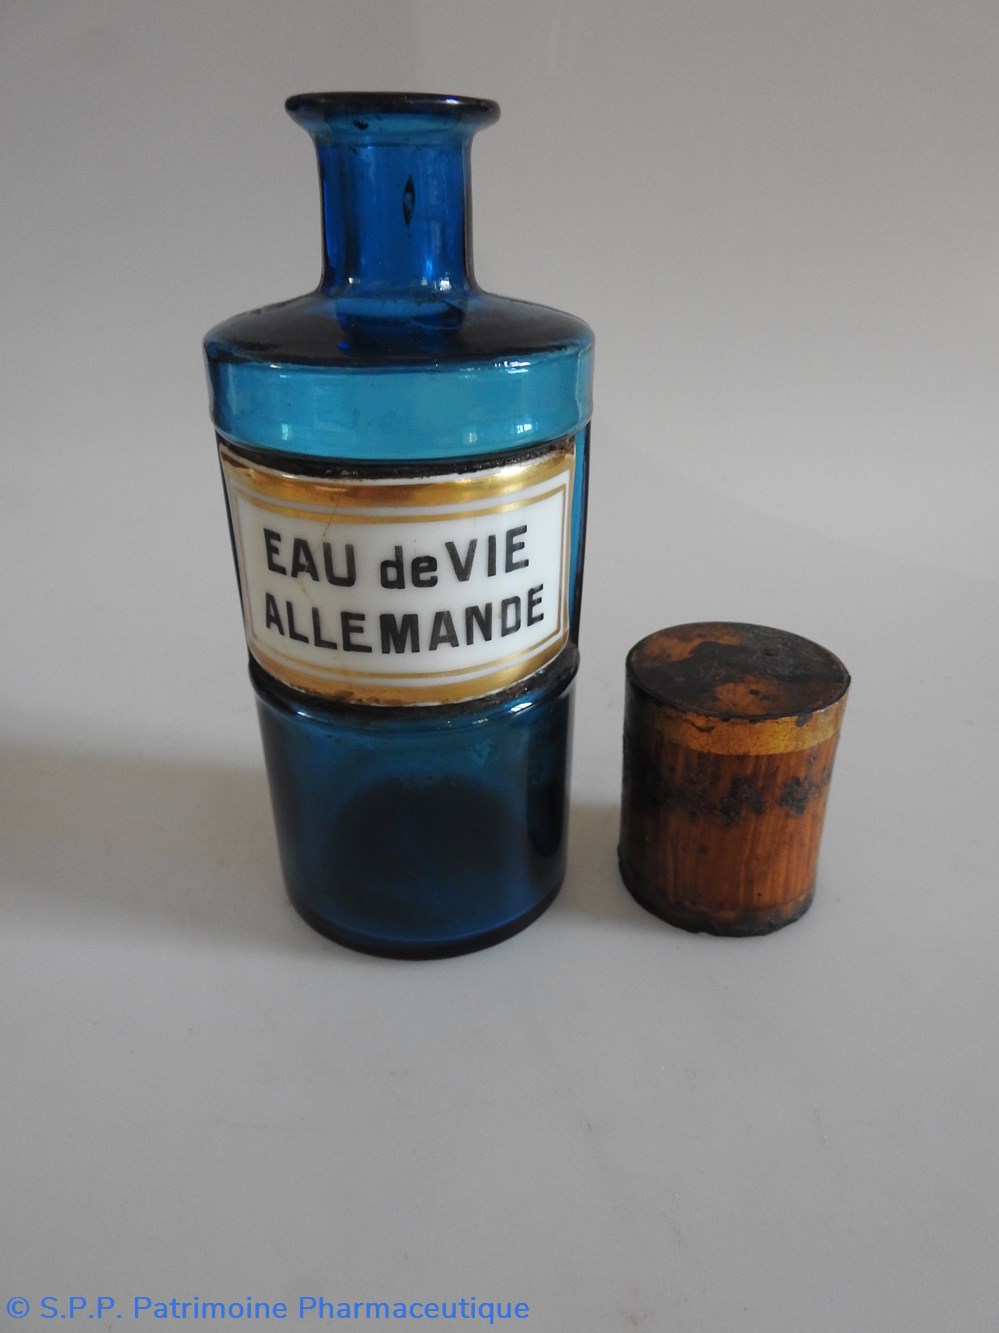 EAU de VIE
ALLEMANDE
© S.P.P. Patrimoine Pharmaceutique